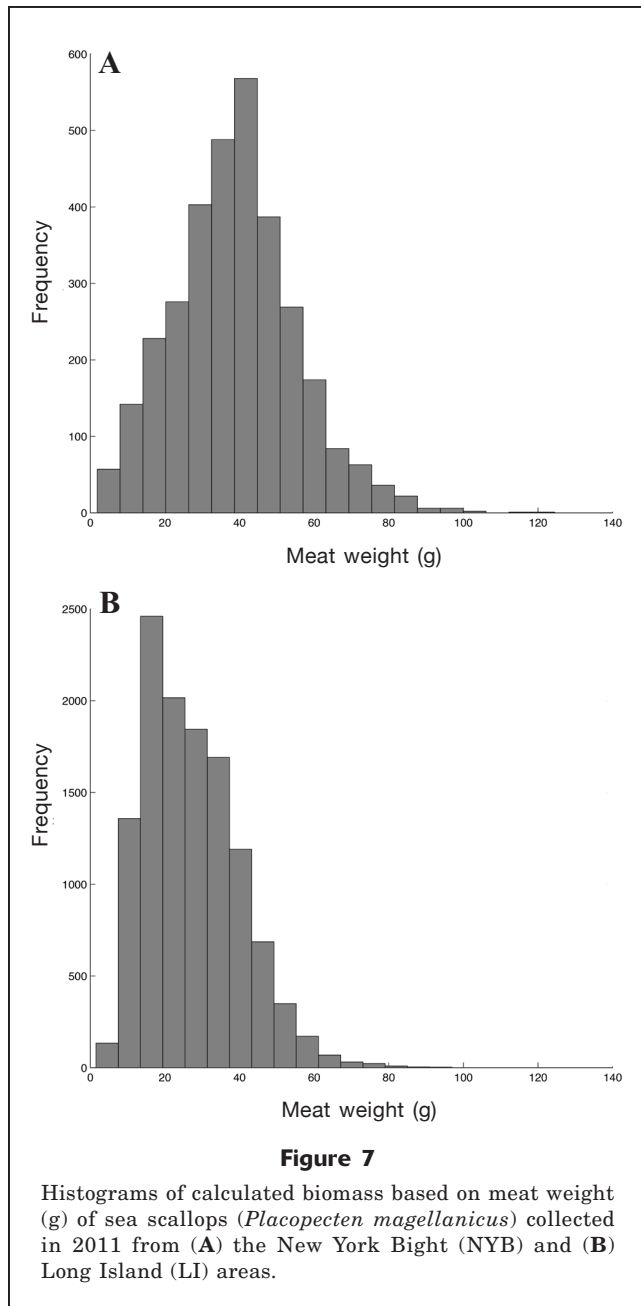 A
600
500
400
300
200
100
0
Frequency
0 20 40 60 80 100 120 140
Meat weight (g)
B
2500
2000
1500
1000
500
0
Frequency
0 20 40 60 80 100 120 140
Meat weight (g)
Figure 7
Histograms of calculated biomass based on meat weight
(g) of sea scallops (Placopecten magellanicus) collected
in 2011 from (A) the New York Bight (NYB) and (B)
Long Island (LI) areas.